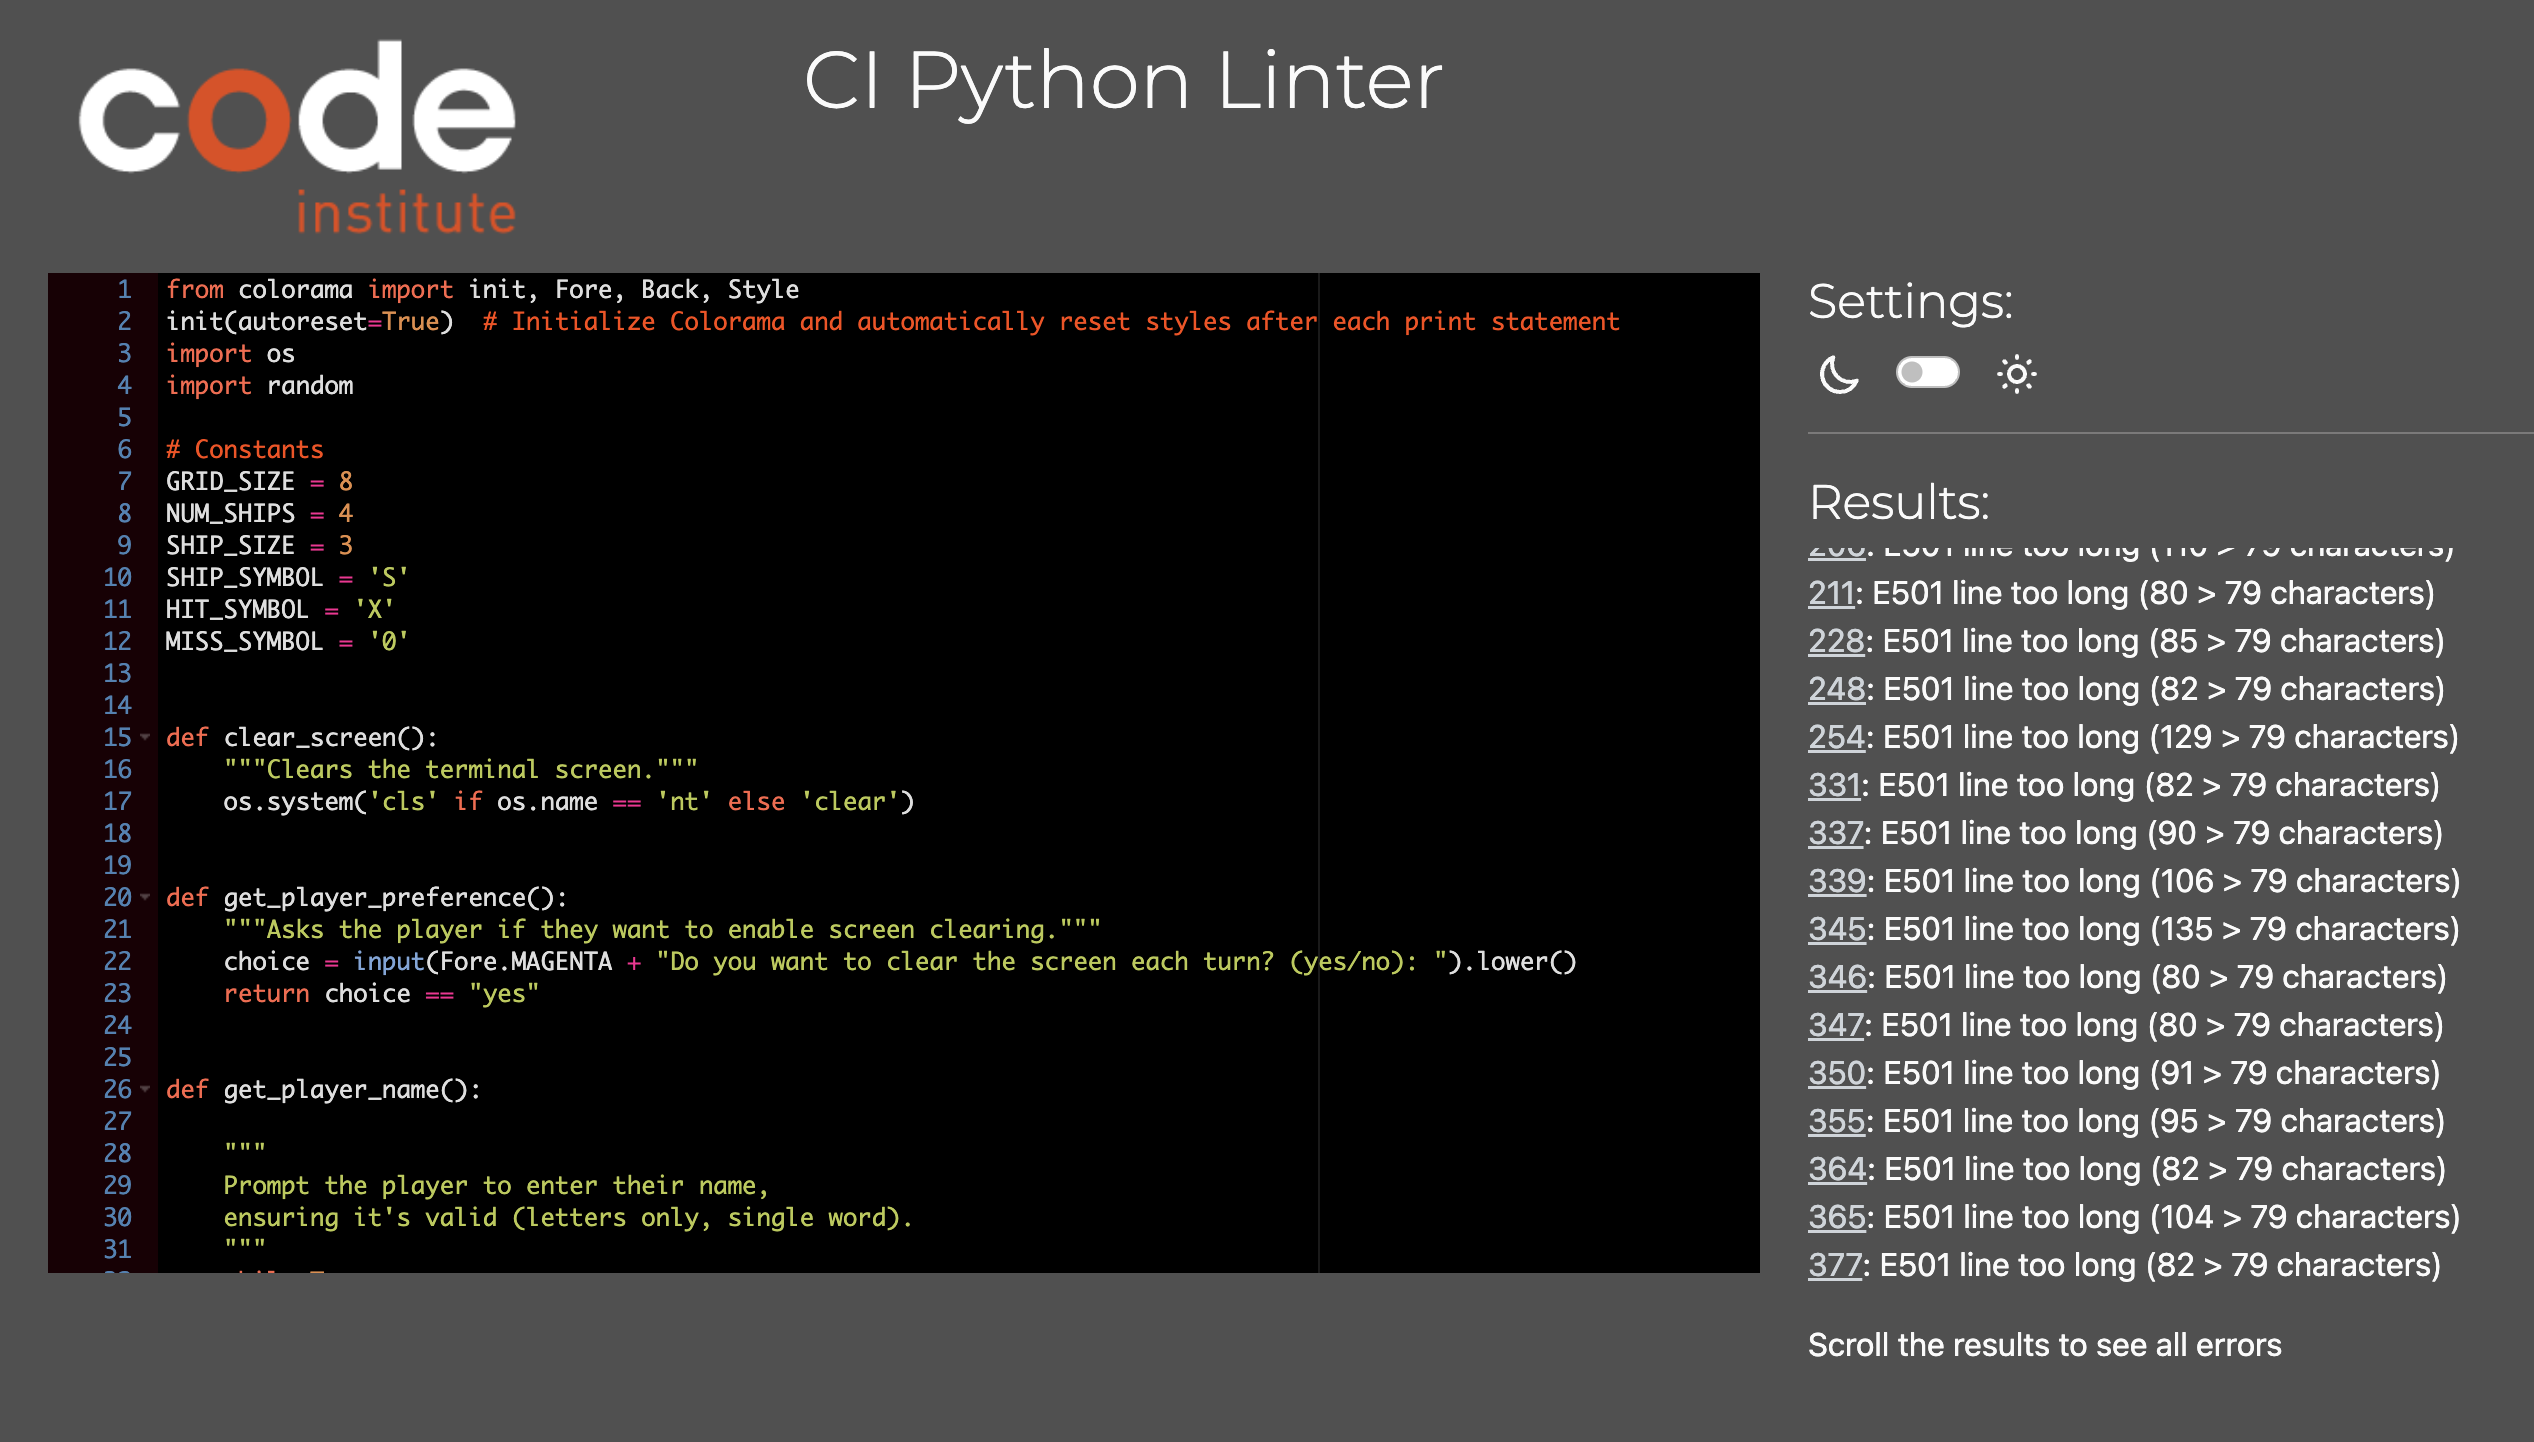 code
institute
CI Python Linter
1 from colorama import init, Fore, Back, Style
2 init(autoreset=True)  # Initialize Colorama and automatically reset styles after each print statement
3 import os
4 import random
5
6 # Constants
7 GRID_SIZE = 8
8 NUM_SHIPS = 4
9 SHIP_SIZE = 3
10 SHIP_SYMBOL = 'S'
11 HIT_SYMBOL = 'X'
12 MISS_SYMBOL = '0'
13
14
15 def clear_screen():
16     """Clears the terminal screen."""
17     os.system('cls' if os.name == 'nt' else 'clear')
18
19
20 def get_player_preference():
21     """Asks the player if they want to enable screen clearing."""
22     choice = input(Fore.MAGENTA + "Do you want to clear the screen each turn? (yes/no): ").lower()
23     return choice == "yes"
24
25
26 def get_player_name():
27
28     """
29     Prompt the player to enter their name,
30     ensuring it's valid (letters only, single word).
31     """
Settings:
Results:
E501 line too long (110 > 79 characters)
211: E501 line too long (80 > 79 characters)
228: E501 line too long (85 > 79 characters)
248: E501 line too long (82 > 79 characters)
254: E501 line too long (129 > 79 characters)
331: E501 line too long (82 > 79 characters)
337: E501 line too long (90 > 79 characters)
339: E501 line too long (106 > 79 characters)
345: E501 line too long (135 > 79 characters)
346: E501 line too long (80 > 79 characters)
347: E501 line too long (80 > 79 characters)
350: E501 line too long (91 > 79 characters)
355: E501 line too long (95 > 79 characters)
364: E501 line too long (82 > 79 characters)
365: E501 line too long (104 > 79 characters)
377: E501 line too long (82 > 79 characters)
Scroll the results to see all errors